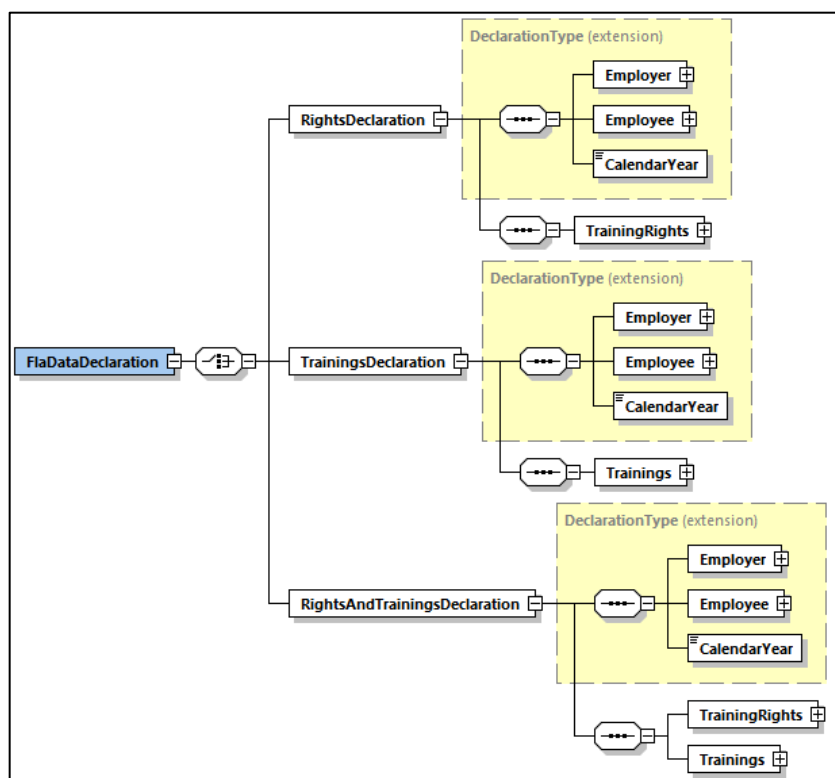 DeclarationType (extension)
Employer
RightsDeclaration
Employee
CalendarYear
TrainingRights
DeclarationType (extension)
Employer
FlaDataDeclaration
TrainingsDeclaration
Employee
CalendarYear
Trainings
DeclarationType (extension)
Employer
RightsAndTrainingsDeclaration
Employee
CalendarYear
TrainingRights
Trainings